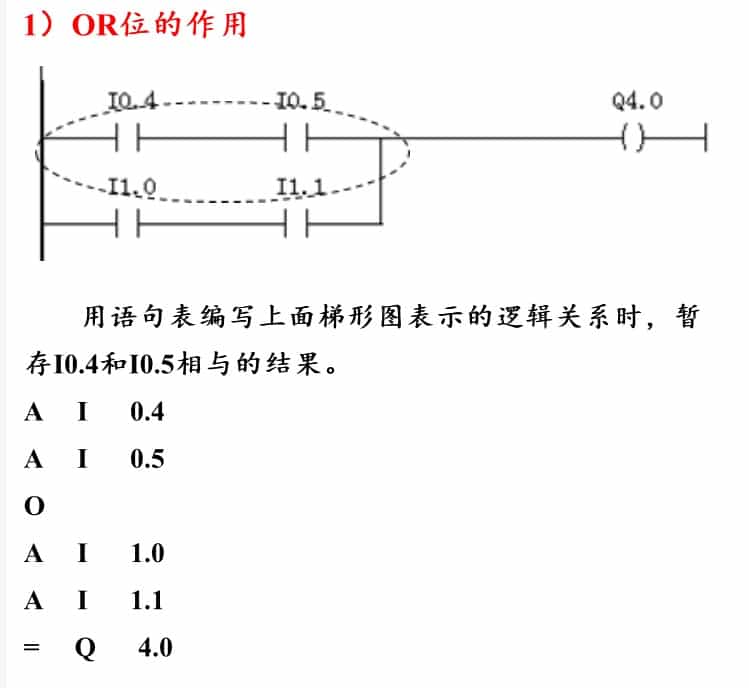 1）OR位的作用
I0.4 I0.5 Q4.0
I1.0 I1.1
用语句表编写上面梯形图表示的逻辑关系时，暂
存I0.4和I0.5相与的结果。
A I 0.4
A I 0.5
O
A I 1.0
A I 1.1
= Q 4.0